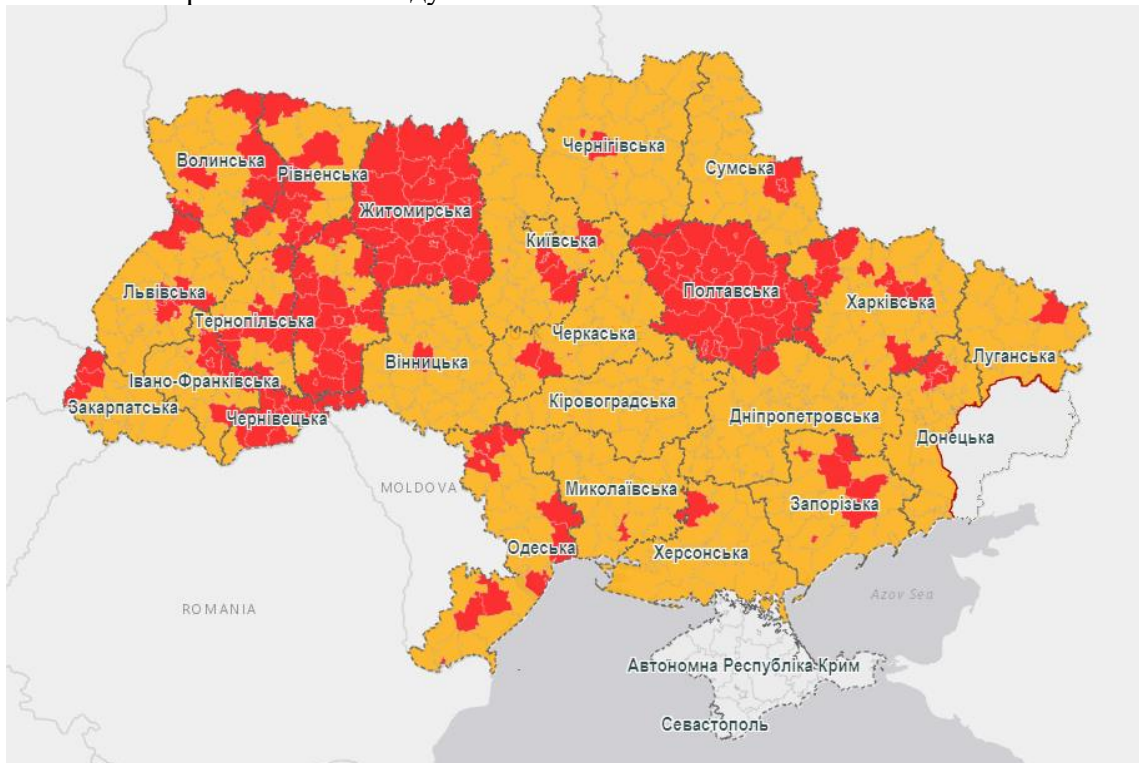 Чернігівська
Волинська
Рівненська
Сумська
Житомирська
Київська
Львівська
Полтавська
Харківська
Тернопільська
Черкаська
Вінницька
Луганська
Івано-Франківська
Закарпатська
Чернівецька
Кіровоградська
Дніпропетровська
Донецька
MOLDOVA
Миколаївська
Запорізька
Одеська
Херсонська
ROMANIA
Azov Sea
Автономна Республіка Крим
Севастополь